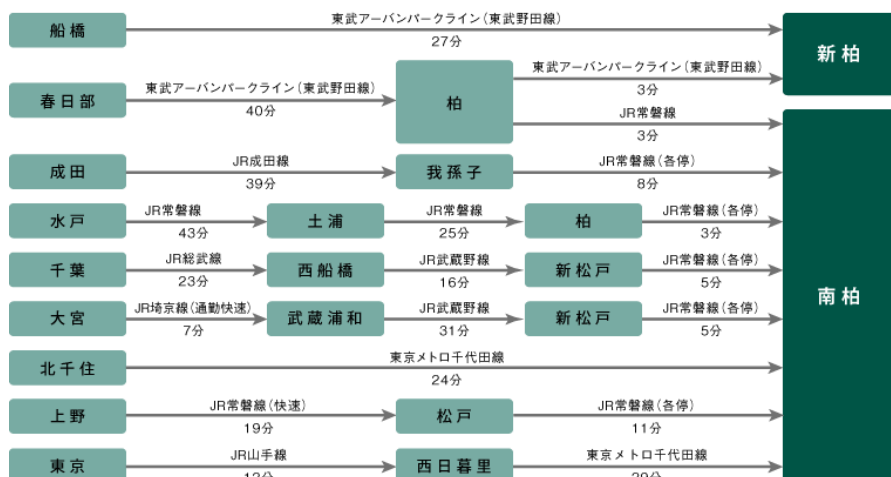 船橋
東武アーバンパークライン(東武野田線)
27分
新柏
春日部
東武アーバンパークライン(東武野田線)
40分
柏
東武アーバンパークライン(東武野田線)
3分
JR常磐線
3分
成田
JR成田線
39分
我孫子
JR常磐線(各停)
8分
水戸
JR常磐線
43分
土浦
JR常磐線
25分
柏
JR常磐線(各停)
3分
千葉
JR総武線
23分
西船橋
JR武蔵野線
16分
新松戸
JR常磐線(各停)
5分
南柏
大宮
JR埼京線(通勤快速)
7分
武蔵浦和
JR武蔵野線
31分
新松戸
JR常磐線(各停)
5分
北千住
東京メトロ千代田線
24分
上野
JR常磐線(快速)
19分
松戸
JR常磐線(各停)
11分
東京
JR山手線
西日暮里
東京メトロ千代田線